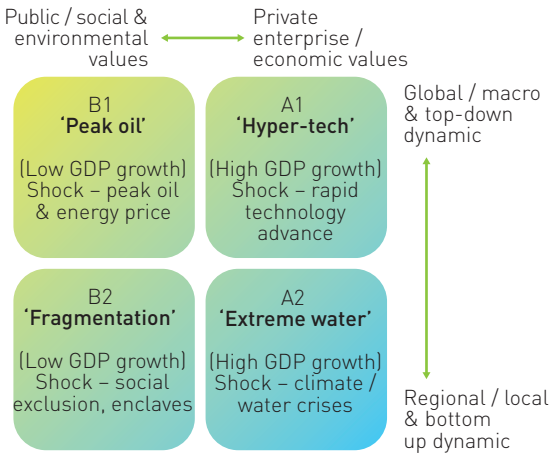 Public / social &
environmental
values
Private
enterprise /
economic values
B1
‘Peak oil’
(Low GDP growth)
Shock – peak oil
& energy price
A1
‘Hyper-tech’
(High GDP growth)
Shock – rapid
technology
advance
Global / macro
& top-down
dynamic
B2
‘Fragmentation’
(Low GDP growth)
Shock – social
exclusion, enclaves
A2
‘Extreme water’
(High GDP growth)
Shock – climate /
water crises
Regional / local
& bottom
up dynamic